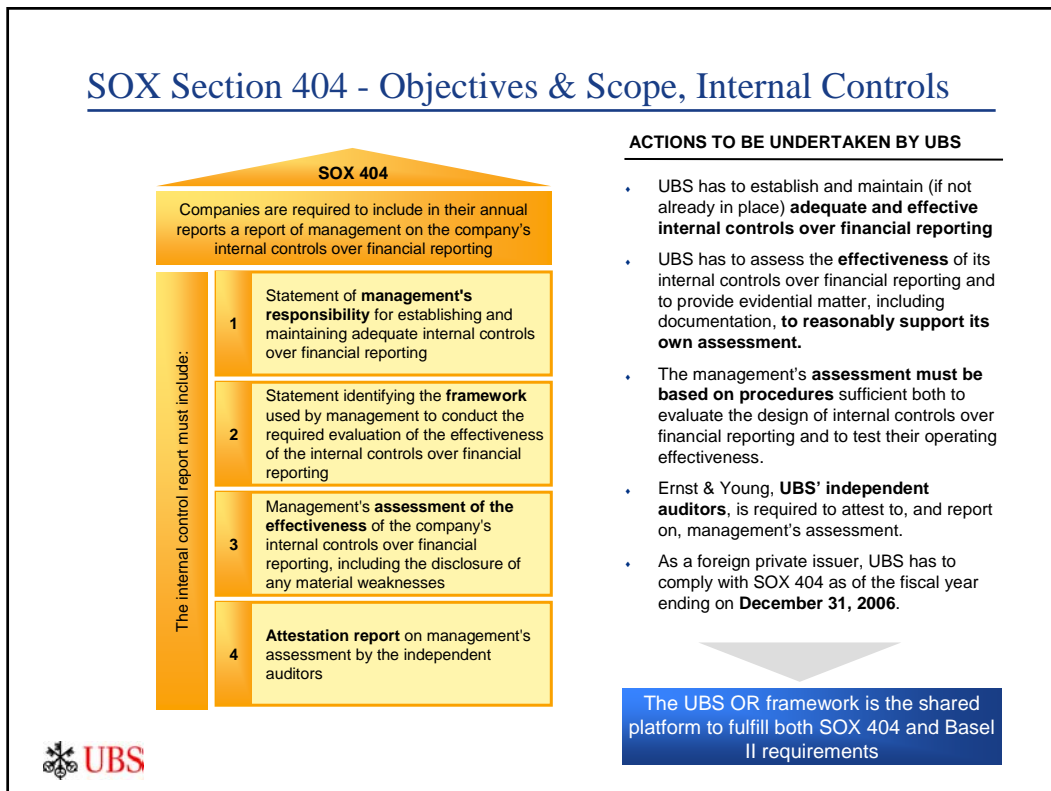 SOX Section 404 - Objectives & Scope, Internal Controls
SOX 404
Companies are required to include in their annual
reports a report of management on the company's
internal controls over financial reporting
The internal control report must include:
1
Statement of management's
responsibility for establishing and
maintaining adequate internal controls
over financial reporting
2
Statement identifying the framework
used by management to conduct the
required evaluation of the effectiveness
of the internal controls over financial
reporting
3
Management's assessment of the
effectiveness of the company's
internal controls over financial
reporting, including the disclosure of
any material weaknesses
4
Attestation report on management's
assessment by the independent
auditors
ACTIONS TO BE UNDERTAKEN BY UBS
UBS has to establish and maintain (if not
already in place) adequate and effective
internal controls over financial reporting
UBS has to assess the effectiveness of its
internal controls over financial reporting and
to provide evidential matter, including
documentation, to reasonably support its
own assessment.
The management's assessment must be
based on procedures sufficient both to
evaluate the design of internal controls over
financial reporting and to test their operating
effectiveness.
Ernst & Young, UBS' independent
auditors, is required to attest to, and report
on, management's assessment.
As a foreign private issuer, UBS has to
comply with SOX 404 as of the fiscal year
ending on December 31, 2006.
The UBS OR framework is the shared
platform to fulfill both SOX 404 and Basel
II requirements
UBS